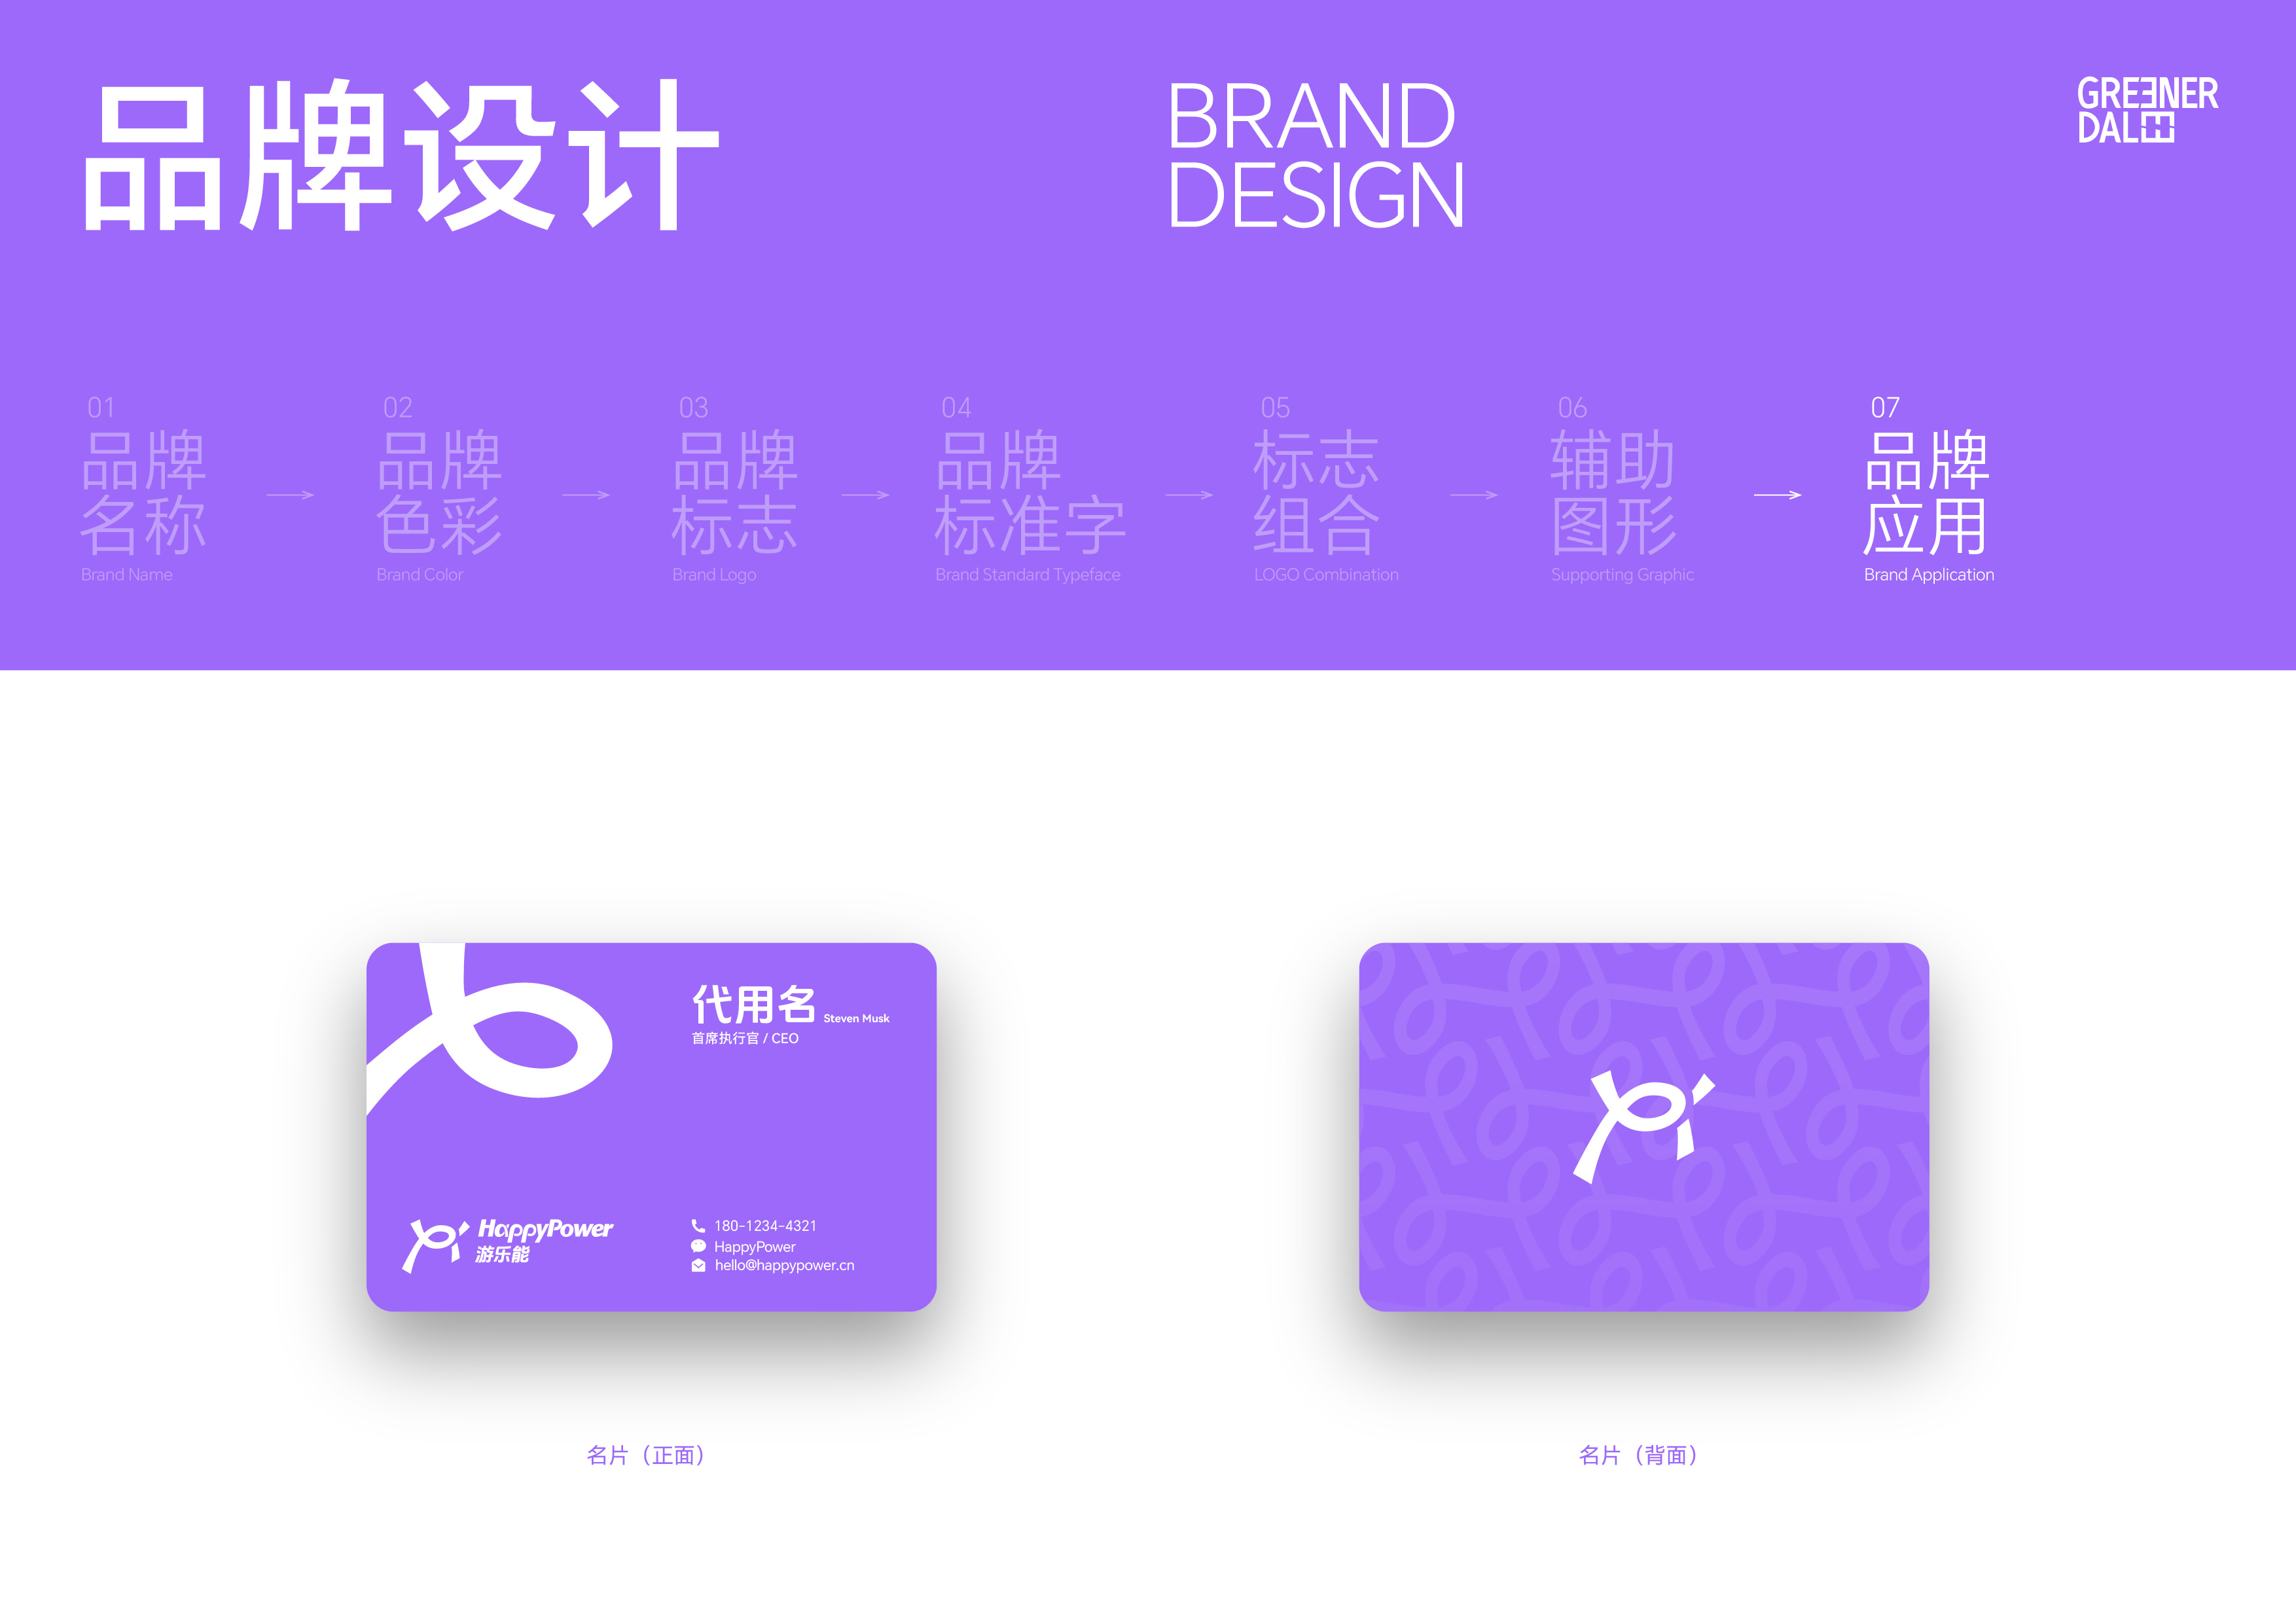 品牌设计
BRAND
DESIGN
GREENER
DALE
01
品牌
名称
Brand Name
02
品牌
色彩
Brand Color
03
品牌
标志
Brand Logo
04
品牌
标准字
Brand Standard Typeface
05
标志
组合
LOGO Combination
06
辅助
图形
Supporting Graphic
07
品牌
应用
Brand Application
代用名 Steven Musk
首席执行官 / CEO
HappyPower
游乐能
180-1234-4321
HappyPower
hello@happypower.cn
名片（正面）
名片（背面）